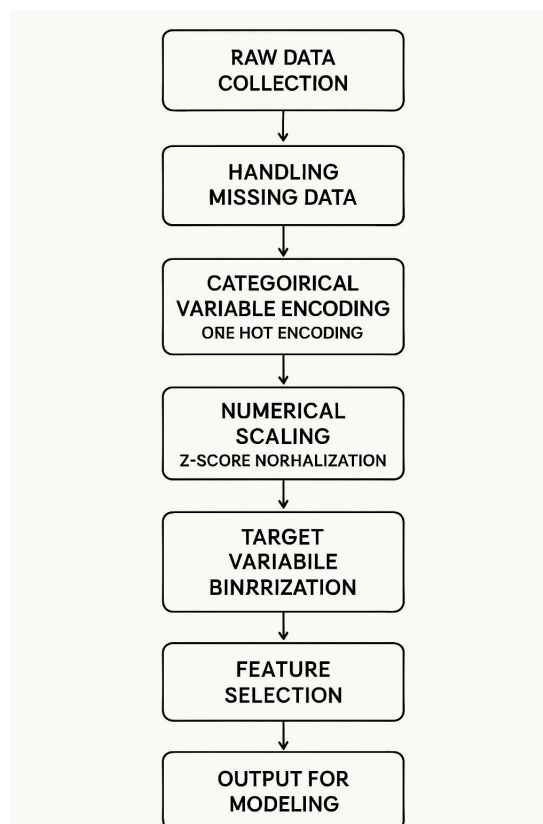 RAW DATA
COLLECTION
HANDLING
MISSING DATA
CATEGOIRICAL
VARIABLE ENCODING
ONE HOT ENCODING
NUMERICAL
SCALING
Z-SCORE NORHALIZATION
TARGET
VARIABILE
BINRRIZATION
FEATURE
SELECTION
OUTPUT FOR
MODELING